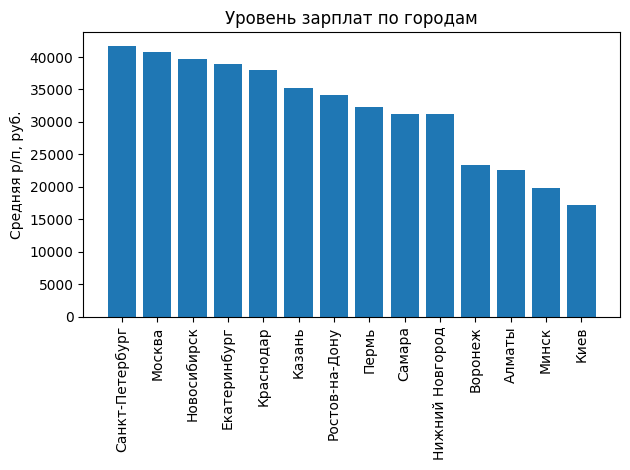 Уровень зарплат по городам
Средняя р/п, руб.
40000
35000
30000
25000
20000
15000
10000
5000
0
Санкт-Петербург
Москва
Новосибирск
Екатеринбург
Краснодар
Казань
Ростов-на-Дону
Пермь
Самара
Нижний Новгород
Воронеж
Алматы
Минск
Киев